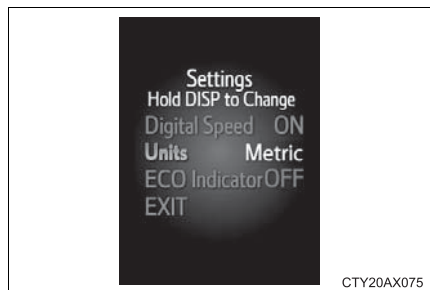 Settings
Hold DISP to Change
Digital Speed ON
Units Metric
ECO Indicator OFF
EXIT
CTY20AX075